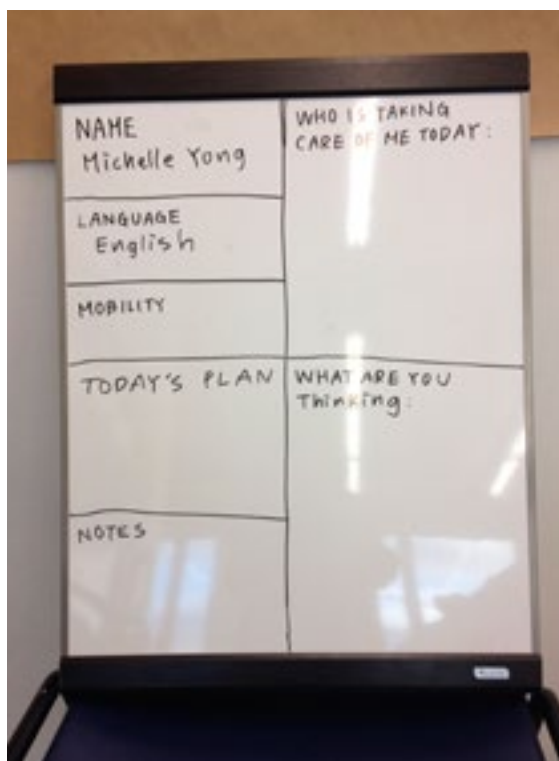 NAME
Michelle Yong
LANGUAGE
English
MOBILITY
TODAY'S PLAN
NOTES
WHO IS TAKING
CARE OF ME TODAY:
WHAT ARE YOU
Thinking: